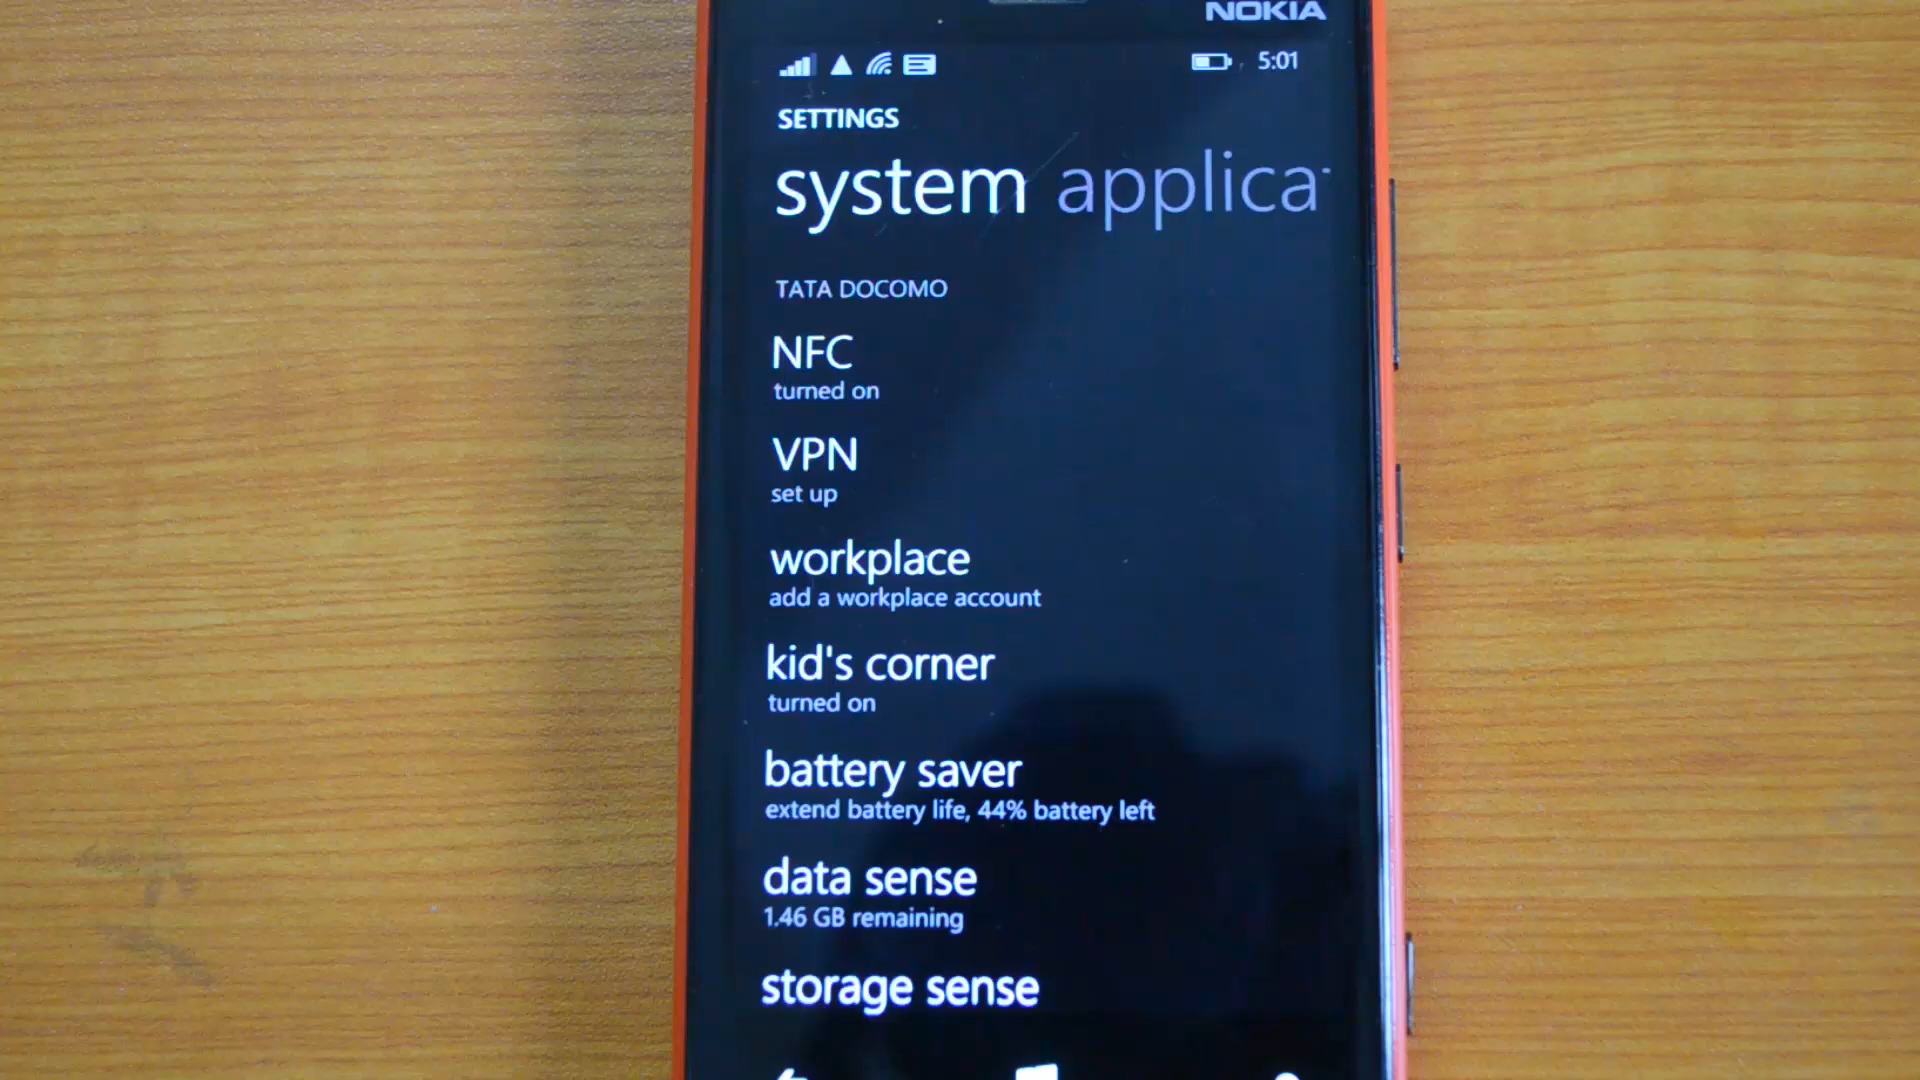 NOKIA
5:01
SETTINGS
system applica
TATA DOCOMO
NFC
turned on
VPN
set up
workplace
add a workplace account
kid's corner
turned on
battery saver
extend battery life, 44% battery left
data sense
1.46 GB remaining
storage sense